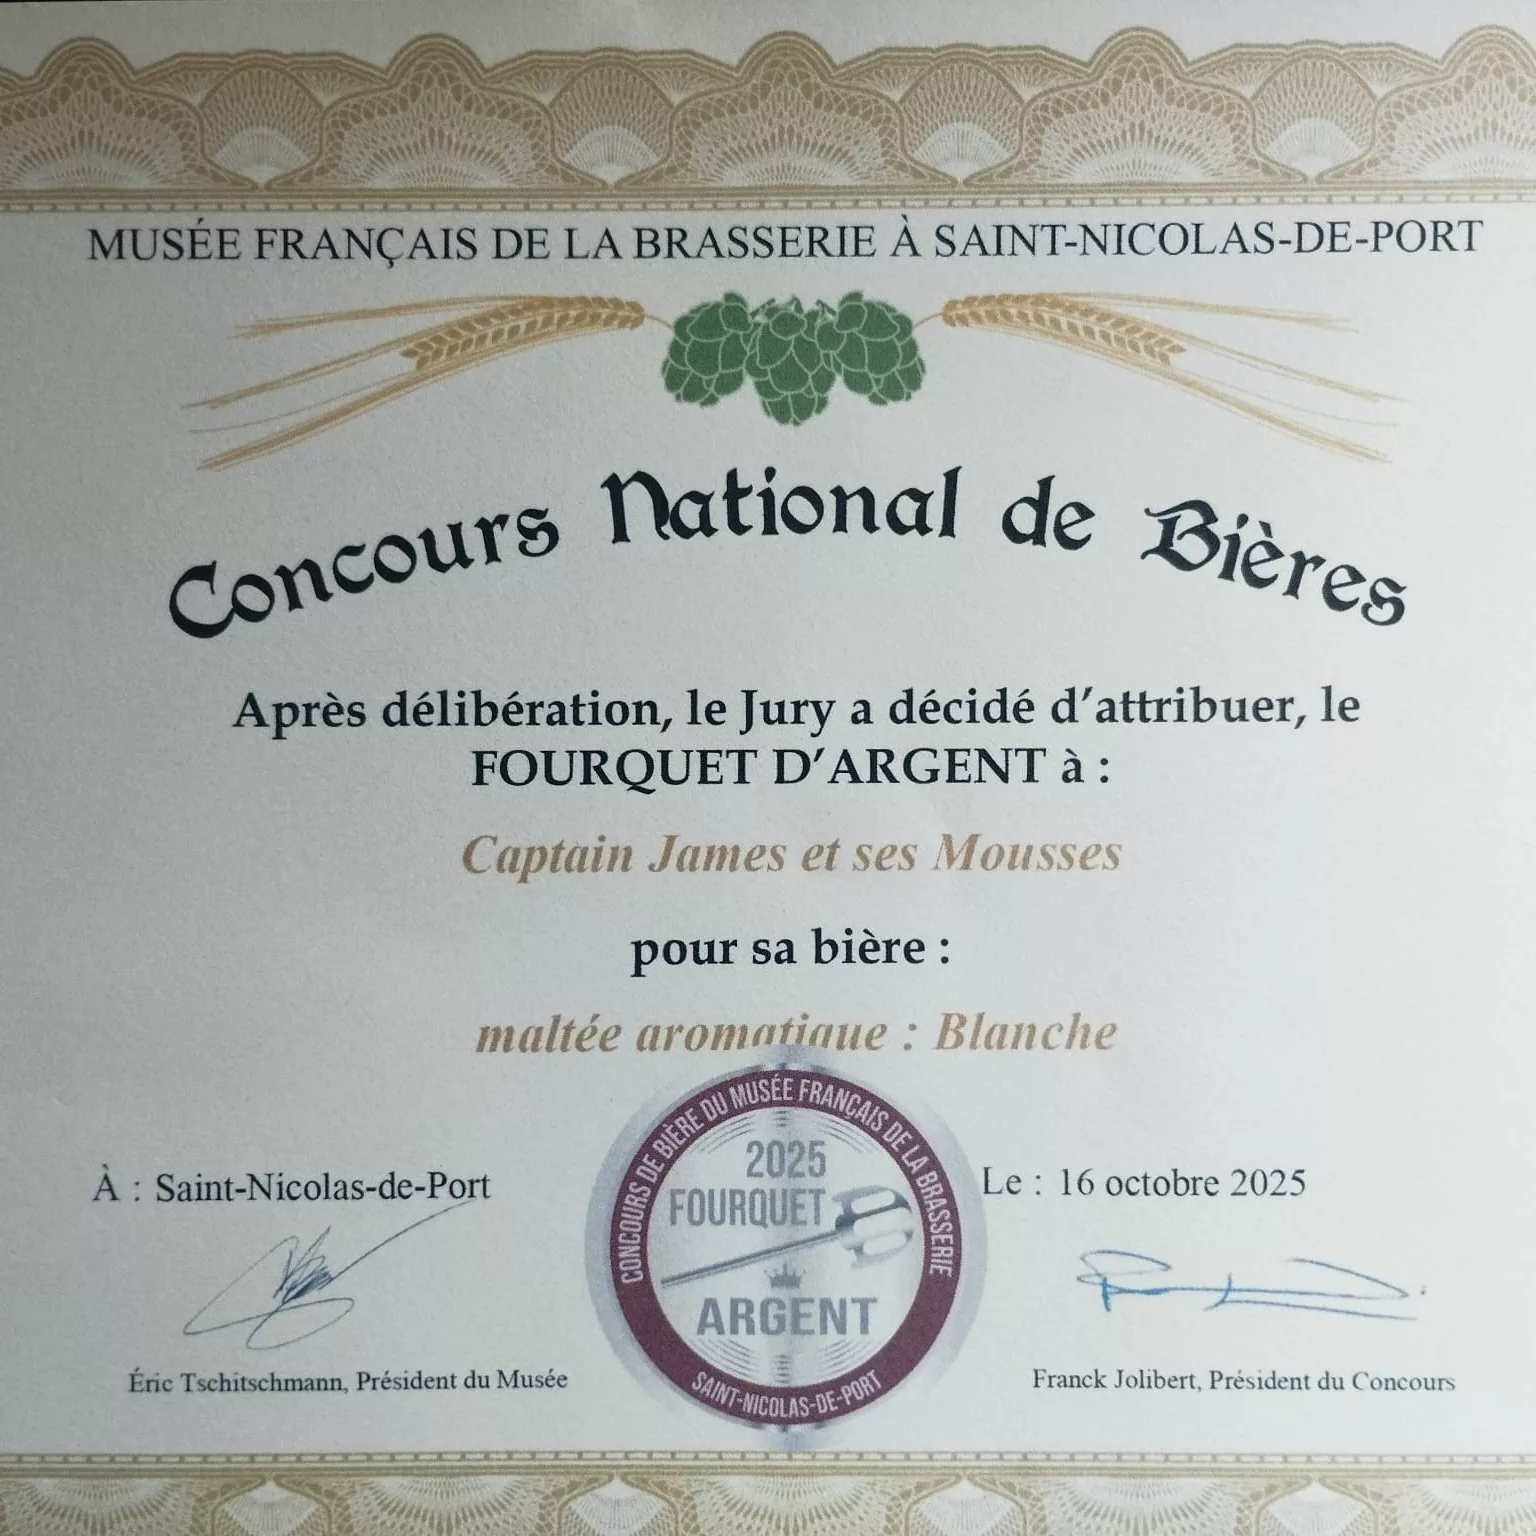 MUSÉE FRANÇAIS DE LA BRASSERIE À SAINT-NICOLAS-DE-PORT
Concours National de Bières
Après délibération, le Jury a décidé d’attribuer, le
FOURQUET D’ARGENT à :
Captain James et ses Mousses
pour sa bière :
maltée aromatique : Blanche
CONCOURS DE BIÈRE DU MUSÉE FRANÇAIS DE LA BRASSERIE
2025
FOURQUET
ARGENT
SAINT-NICOLAS-DE-PORT
À : Saint-Nicolas-de-Port
Le : 16 octobre 2025
Éric Tschitschmann, Président du Musée
Franck Jolibert, Président du Concours